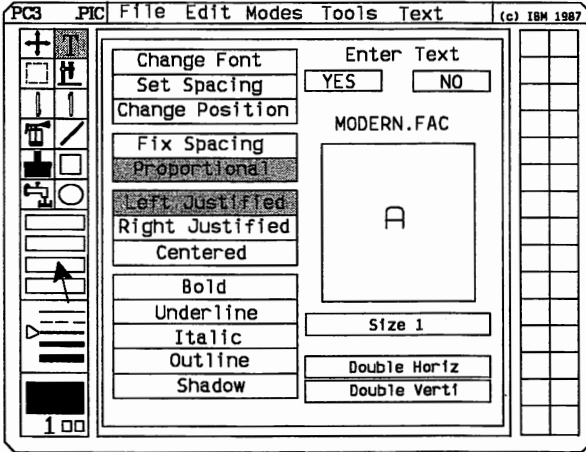 PC3 .PIC File Edit Modes Tools Text (c) IBM 1987
T
Change Font
Set Spacing
Change Position
Fix Spacing
Proportional
Left Justified
Right Justified
Centered
Bold
Underline
Italic
Outline
Shadow
Enter Text
YES NO
MODERN.FAC
A
Size 1
Double Horiz
Double Verti
1